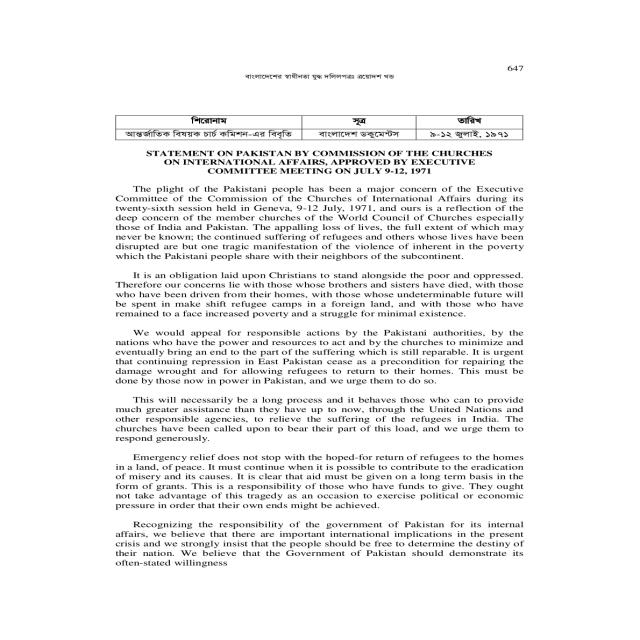 647
বাংলাদেশের স্বাধীনতা যুদ্ধ দলিলপত্রঃ ত্রয়োদশ খন্ড
শিরোনাম সূত্র তারিখ
আন্তর্জাতিক বিষয়ক চার্চ কমিশন-এর বিবৃতি বাংলাদেশ ডকুমেন্টস ৯-১২ জুলাই, ১৯৭১
STATEMENT ON PAKISTAN BY COMMISSION OF THE CHURCHES
ON INTERNATIONAL AFFAIRS, APPROVED BY EXECUTIVE
COMMITTEE MEETING ON JULY 9-12, 1971
The plight of the Pakistani people has been a major concern of the Executive
Committee of the Commission of the Churches of International Affairs during its
twenty-sixth session held in Geneva, 9-12 July, 1971, and ours is a reflection of the
deep concern of the member churches of the World Council of Churches especially
those of India and Pakistan. The appalling loss of lives, the full extent of which may
never be known; the continued suffering of refugees and others whose lives have been
disrupted are but one tragic manifestation of the violence of inherent in the poverty
which the Pakistani people share with their neighbors of the subcontinent.
It is an obligation laid upon Christians to stand alongside the poor and oppressed.
Therefore our concerns lie with those whose brothers and sisters have died, with those
who have been driven from their homes, with those whose undeterminable future will
be spent in make shift refugee camps in a foreign land, and with those who have
remained to a face increased poverty and a struggle for minimal existence.
We would appeal for responsible actions by the Pakistani authorities, by the
nations who have the power and resources to act and by the churches to minimize and
eventually bring an end to the part of the suffering which is still reparable. It is urgent
that continuing repression in East Pakistan cease as a precondition for repairing the
damage wrought and for allowing refugees to return to their homes. This must be
done by those now in power in Pakistan, and we urge them to do so.
This will necessarily be a long process and it behaves those who can to provide
much greater assistance than they have up to now, through the United Nations and
other responsible agencies, to relieve the suffering of the refugees in India. The
churches have been called upon to bear their part of this load, and we urge them to
respond generously.
Emergency relief does not stop with the hoped-for return of refugees to the homes
in a land, of peace. It must continue when it is possible to contribute to the eradication
of misery and its causes. It is clear that aid must be given on a long term basis in the
form of grants. This is a responsibility of those who have funds to give. They ought
not take advantage of this tragedy as an occasion to exercise political or economic
pressure in order that their own ends might be achieved.
Recognizing the responsibility of the government of Pakistan for its internal
affairs, we believe that there are important international implications in the present
crisis and we strongly insist that the people should be free to determine the destiny of
their nation. We believe that the Government of Pakistan should demonstrate its
often-stated willingness